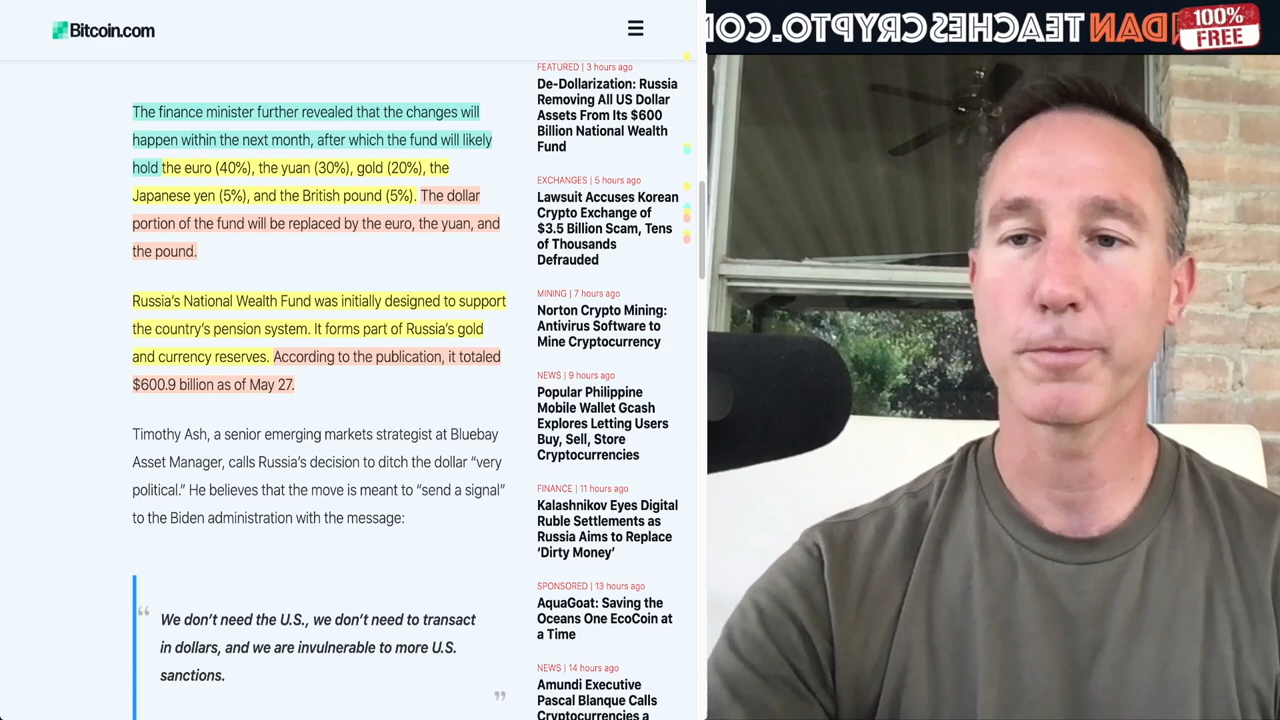 Bitcoin.com
The finance minister further revealed that the changes will
happen within the next month, after which the fund will likely
hold the euro (40%), the yuan (30%), gold (20%), the
Japanese yen (5%), and the British pound (5%). The dollar
portion of the fund will be replaced by the euro, the yuan, and
the pound.
Russia’s National Wealth Fund was initially designed to support
the country’s pension system. It forms part of Russia’s gold
and currency reserves. According to the publication, it totaled
$600.9 billion as of May 27.
Timothy Ash, a senior emerging markets strategist at Bluebay
Asset Manager, calls Russia’s decision to ditch the dollar “very
political.” He believes that the move is meant to “send a signal”
to the Biden administration with the message:
“ We don’t need the U.S., we don’t need to transact
in dollars, and we are invulnerable to more U.S.
sanctions.
”
FEATURED | 3 hours ago
De-Dollarization: Russia
Removing All US Dollar
Assets From Its $600
Billion National Wealth
Fund
EXCHANGES | 5 hours ago
Lawsuit Accuses Korean
Crypto Exchange of
$3.5 Billion Scam, Tens
of Thousands
Defrauded
MINING | 7 hours ago
Norton Crypto Mining:
Antivirus Software to
Mine Cryptocurrency
NEWS | 9 hours ago
Popular Philippine
Mobile Wallet Gcash
Explores Letting Users
Buy, Sell, Store
Cryptocurrencies
FINANCE | 11 hours ago
Kalashnikov Eyes Digital
Ruble Settlements as
Russia Aims to Replace
‘Dirty Money’
SPONSORED | 13 hours ago
AquaGoat: Saving the
Oceans One EcoCoin at
a Time
NEWS | 14 hours ago
Amundi Executive
Pascal Blanque Calls
Cryptocurrencies a
DAN TEACHES CRYPTO.CO
100%
FREE